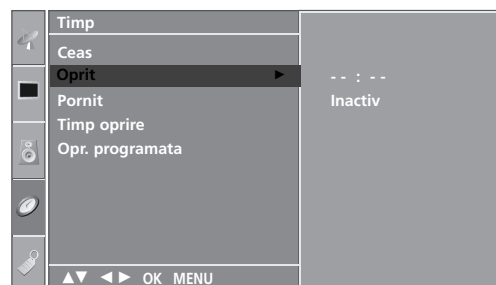 Timp
Ceas
Oprit ►
- - : - -
Pornit
Inactiv
Timp oprire
Opr. programata
▲▼ ◄► OK MENU